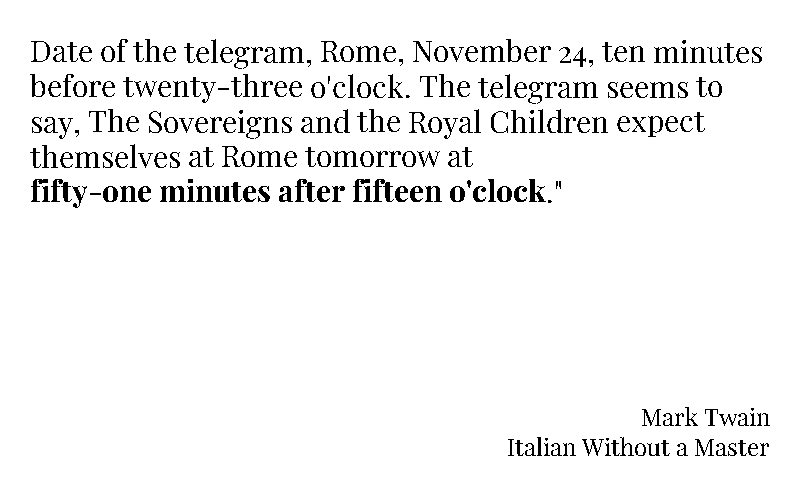 Date of the telegram, Rome, November 24, ten minutes
before twenty-three o'clock. The telegram seems to
say, The Sovereigns and the Royal Children expect
themselves at Rome tomorrow at
fifty-one minutes after fifteen o'clock."
Mark Twain
Italian Without a Master